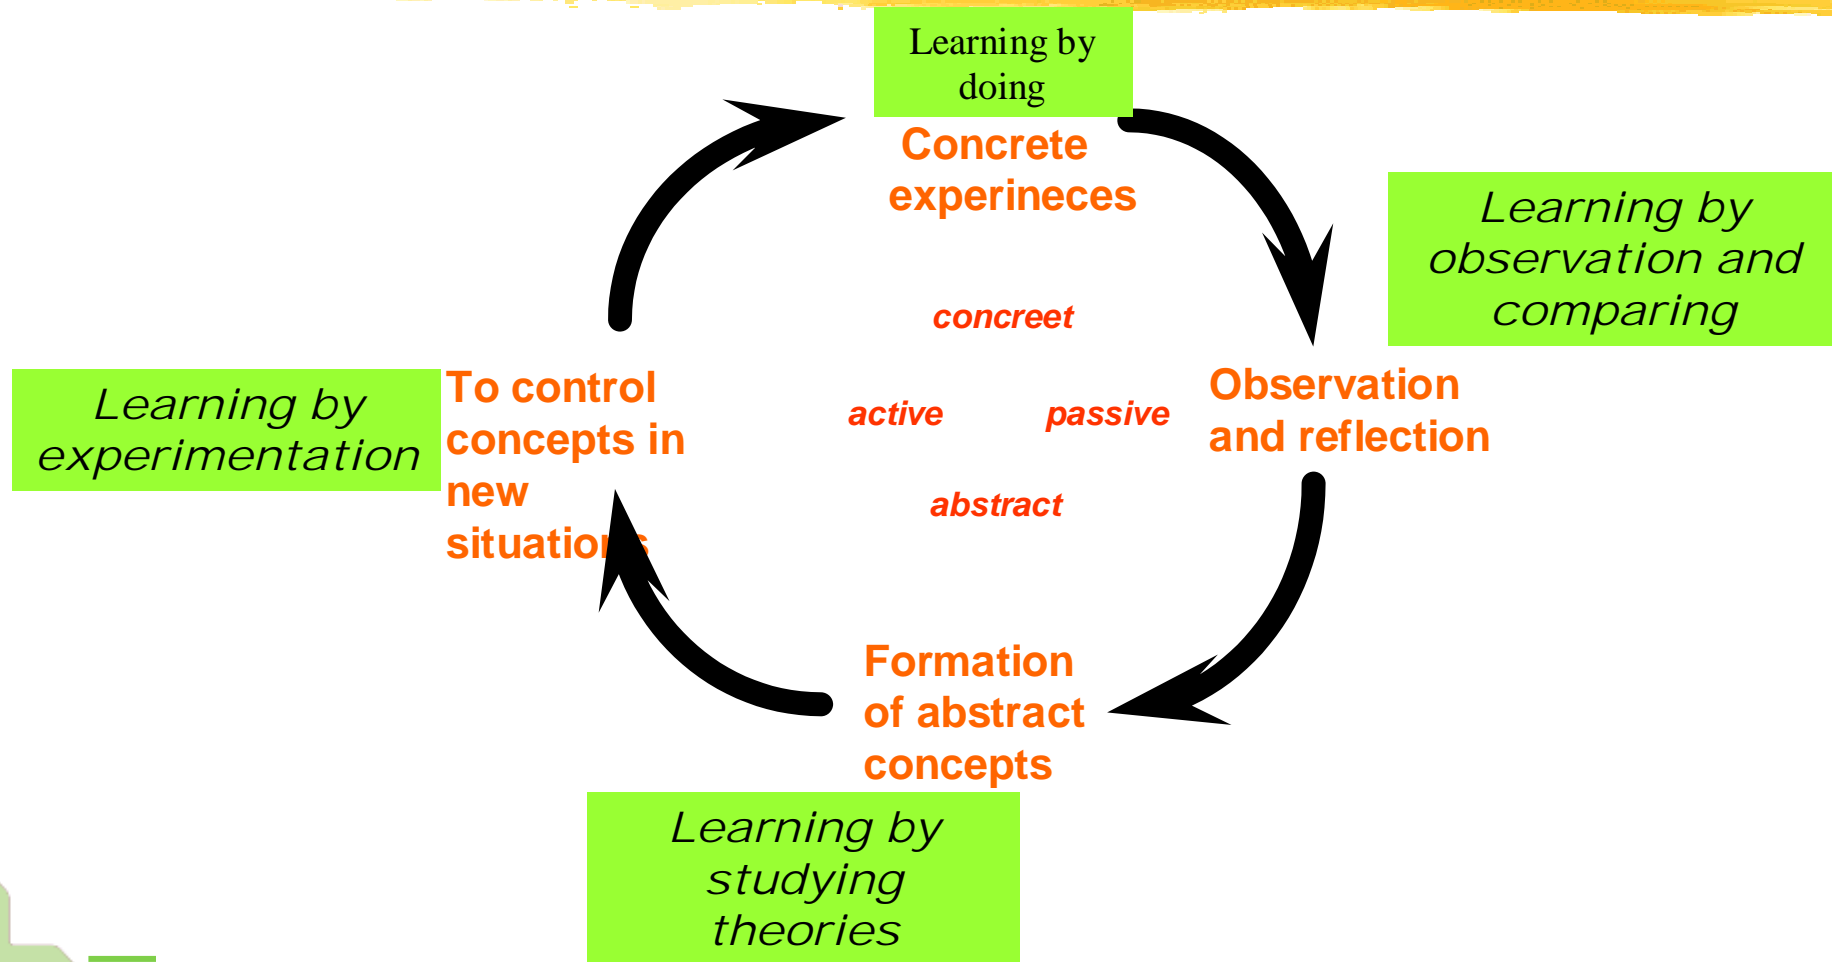 Learning by
doing
Concrete
experineces
Learning by
observation and
comparing
concreet
Learning by
experimentation
To control
concepts in
new
situations
active
passive
Observation
and reflection
abstract
Formation
of abstract
concepts
Learning by
studying
theories